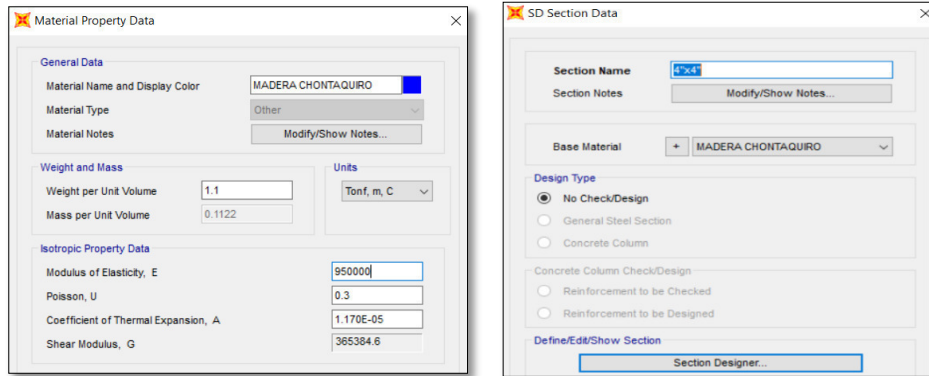 Material Property Data
General Data
Material Name and Display Color MADERA CHONTAQUIRO
Material Type Other
Material Notes Modify/Show Notes...
Weight and Mass Units
Weight per Unit Volume 1.1 Tonf, m, C
Mass per Unit Volume 0.1122
Isotropic Property Data
Modulus of Elasticity, E 950000
Poisson, U 0.3
Coefficient of Thermal Expansion, A 1.170E-05
Shear Modulus, G 365384.6
SD Section Data
Section Name 4"x4"
Section Notes Modify/Show Notes...
Base Material + MADERA CHONTAQUIRO
Design Type
No Check/Design
General Steel Section
Concrete Column
Concrete Column Check/Design
Reinforcement to be Checked
Reinforcement to be Designed
Define/Edit/Show Section
Section Designer...